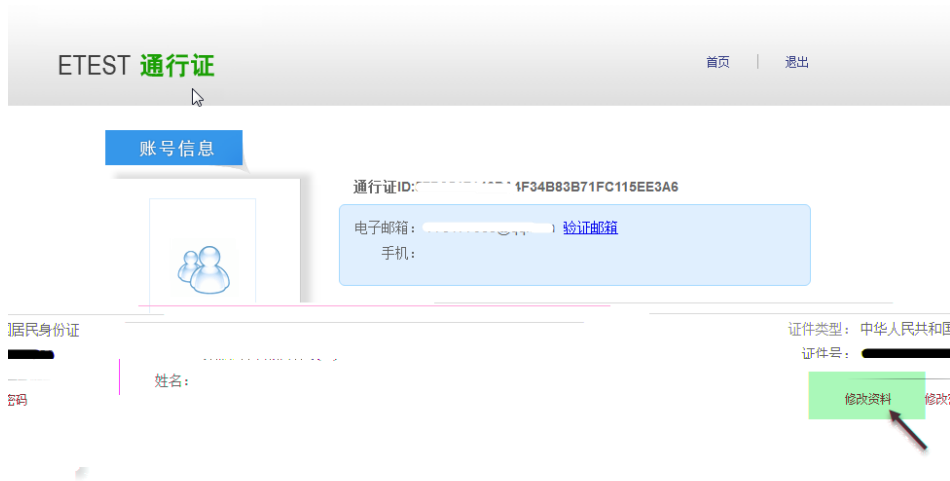 ETEST 通行证
首页 | 退出
账号信息
通行证ID: 4F34B83B71FC115EE3A6
电子邮箱： 验证邮箱
手机：
居民身份证
证件类型： 中华人民共和国
证件号：
姓名：
密码
修改资料 修改